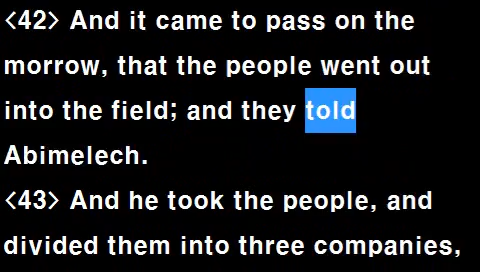 <42> And it came to pass on the
morrow, that the people went out
into the field; and they told
Abimelech.
<43> And he took the people, and
divided them into three companies,